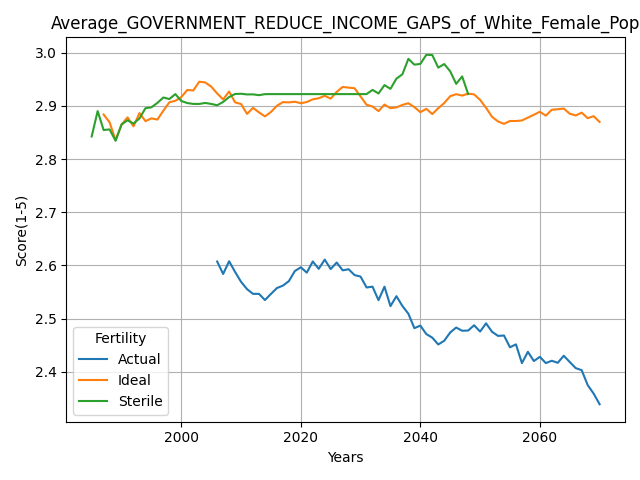 Average_GOVERNMENT_REDUCE_INCOME_GAPS_of_White_Female_Pop
3.0
2.9
2.8
2.7
2.6
2.5
2.4
Score(1-5)
Fertility
Actual
Ideal
Sterile
2000
2020
2040
2060
Years